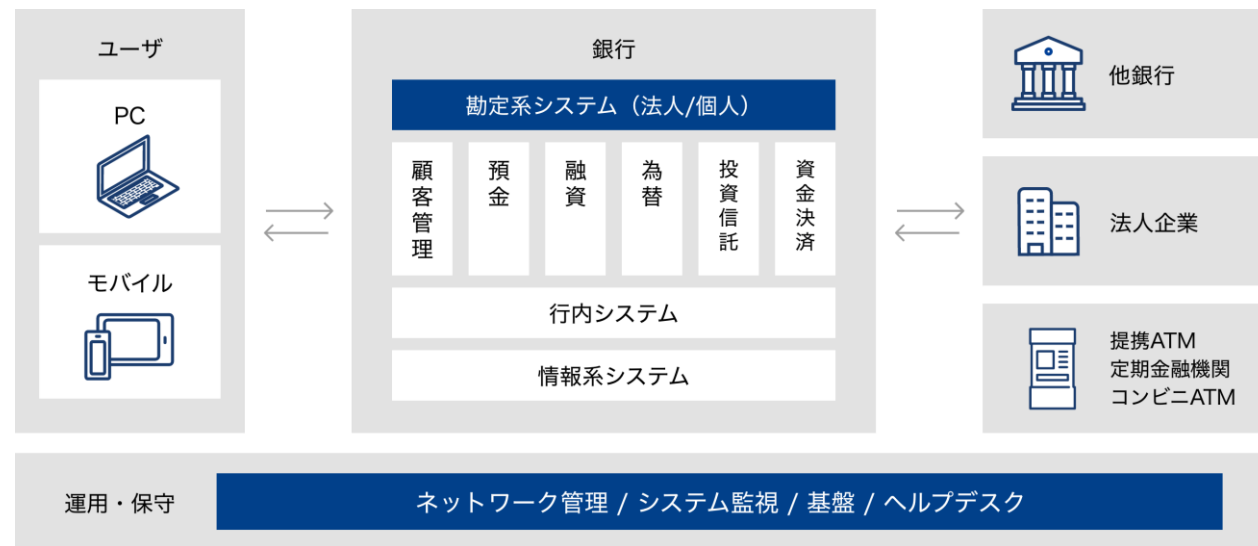 ユーザ
PC
モバイル
銀行
勘定系システム（法人/個人）
顧客管理
預金
融資
為替
投資信託
資金決済
行内システム
情報系システム
他銀行
法人企業
提携ATM
定期金融機関
コンビニATM
運用・保守
ネットワーク管理 / システム監視 / 基盤 / ヘルプデスク